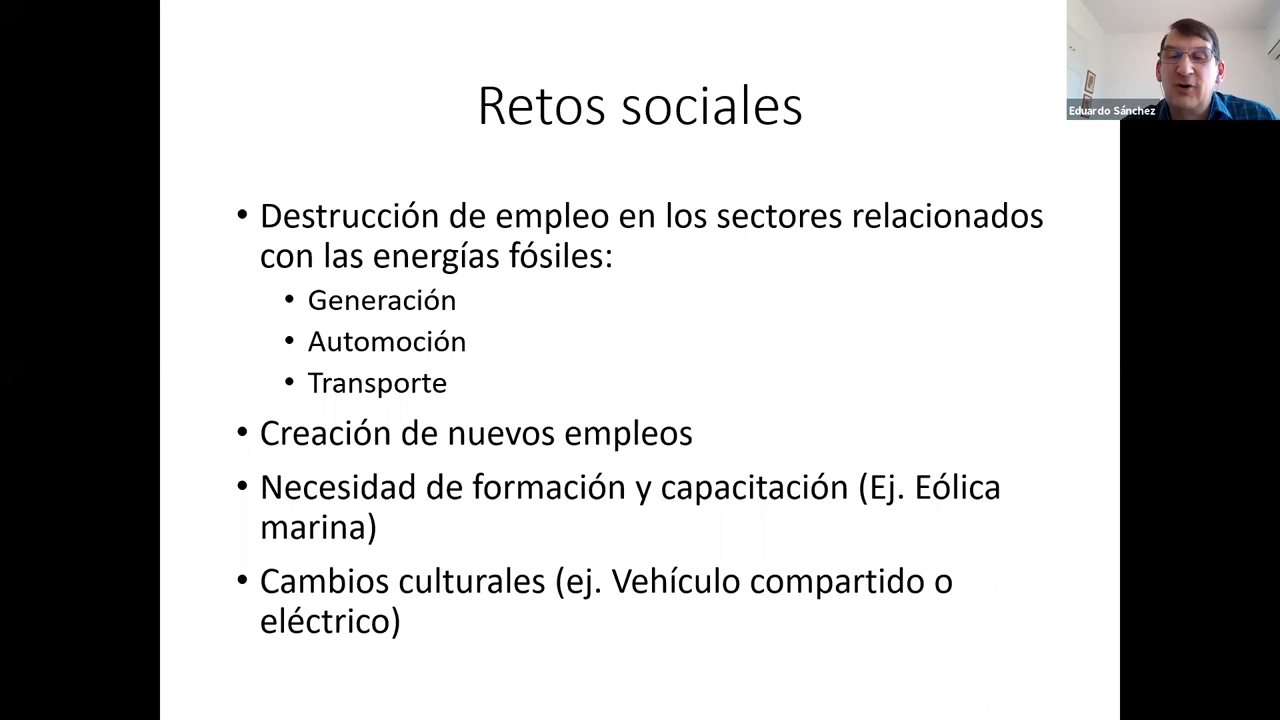 Retos sociales
Eduardo Sánchez
• Destrucción de empleo en los sectores relacionados
con las energías fósiles:
• Generación
• Automoción
• Transporte
• Creación de nuevos empleos
• Necesidad de formación y capacitación (Ej. Eólica
marina)
• Cambios culturales (ej. Vehículo compartido o
eléctrico)